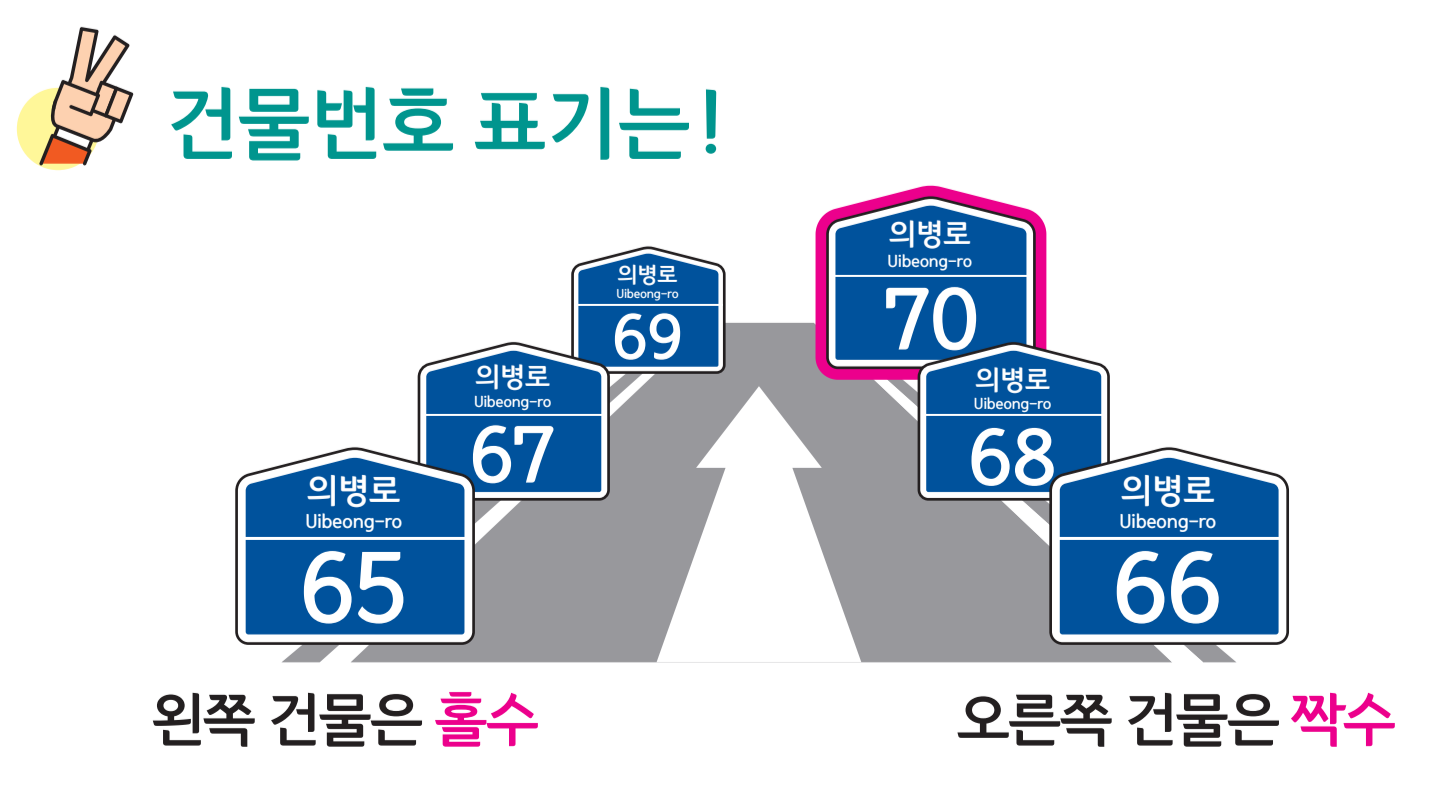 건물번호 표기는!
의병로
Uibeong-ro
69
의병로
Uibeong-ro
70
의병로
Uibeong-ro
67
의병로
Uibeong-ro
68
의병로
Uibeong-ro
65
의병로
Uibeong-ro
66
왼쪽 건물은 홀수
오른쪽 건물은 짝수